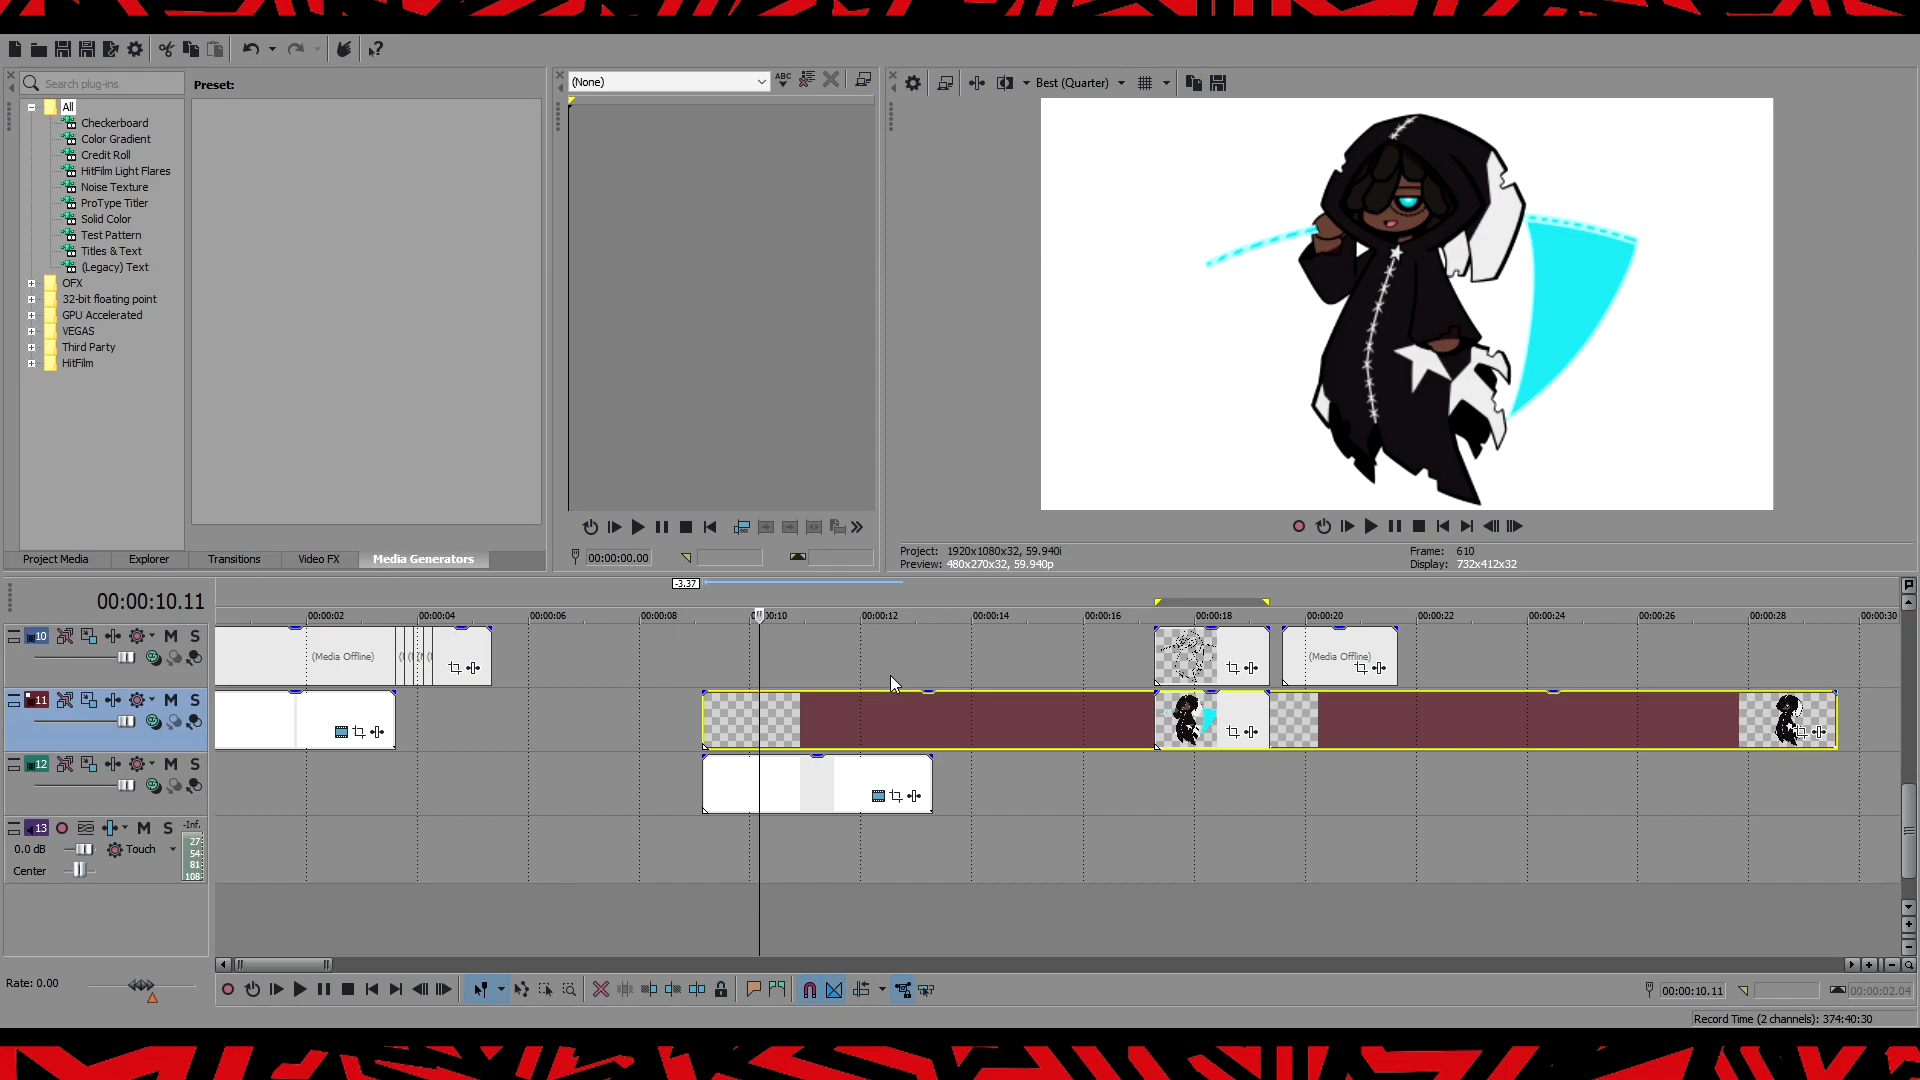 Search plug-ins
Preset:
All
Checkerboard
Color Gradient
Credit Roll
HitFilm Light Flares
Noise Texture
ProType Titler
Solid Color
Test Pattern
Titles & Text
(Legacy) Text
OFX
32-bit floating point
GPU Accelerated
VEGAS
Third Party
HitFilm
Project Media
Explorer
Transitions
Video FX
Media Generators
(None)
ABC
00:00:00.00
Best (Quarter)
Project: 1920x1080x32, 59.940i
Preview: 480x270x32, 59.940p
Frame: 610
Display: 732x412x32
-3.37
00:00:10.11
00:00:02
00:00:04
00:00:06
00:00:08
00:00:12
00:00:14
00:00:16
00:00:18
00:00:20
00:00:22
00:00:24
00:00:26
00:00:28
00:00:30
10 M S
(Media Offline)
(Media Offline)
11 M S
12 M S
13 M S
-Inf.
0.0 dB
Touch
Center
27
54
81
108
Rate: 0.00
00:00:10.11
00:00:02.04
Record Time (2 channels): 374:40:30